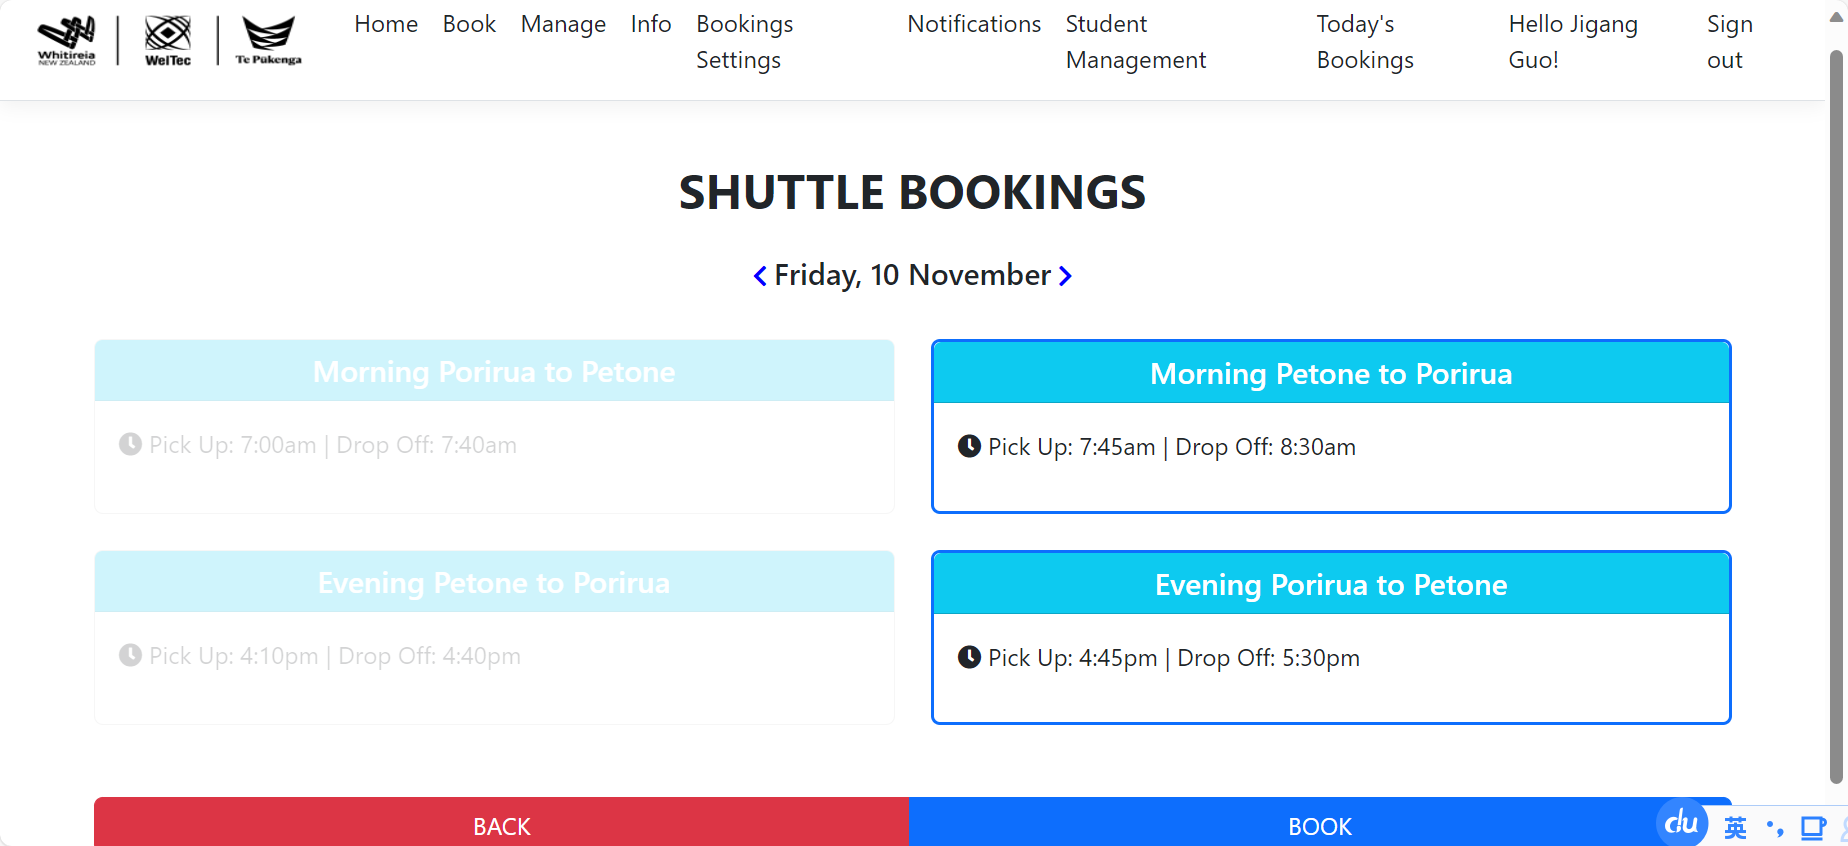 Whitireia
NEW ZEALAND
WelTec
Te Pūkenga
Home
Book
Manage
Info
Bookings
Settings
Notifications
Student
Management
Today's
Bookings
Hello Jigang
Guo!
Sign
out
SHUTTLE BOOKINGS
Friday, 10 November
Morning Porirua to Petone
Pick Up: 7:00am | Drop Off: 7:40am
Morning Petone to Porirua
Pick Up: 7:45am | Drop Off: 8:30am
Evening Petone to Porirua
Pick Up: 4:10pm | Drop Off: 4:40pm
Evening Porirua to Petone
Pick Up: 4:45pm | Drop Off: 5:30pm
BACK
BOOK
du
英